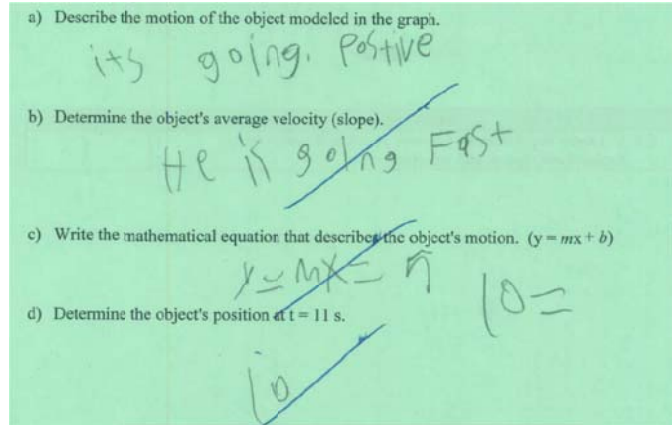 a) Describe the motion of the object modeled in the graph.
its going. Postive
b) Determine the object's average velocity (slope).
He is going Fast
c) Write the mathematical equation that describes the object's motion. (y = mx + b)
y = mx =
10 =
d) Determine the object's position at t = 11 s.
10